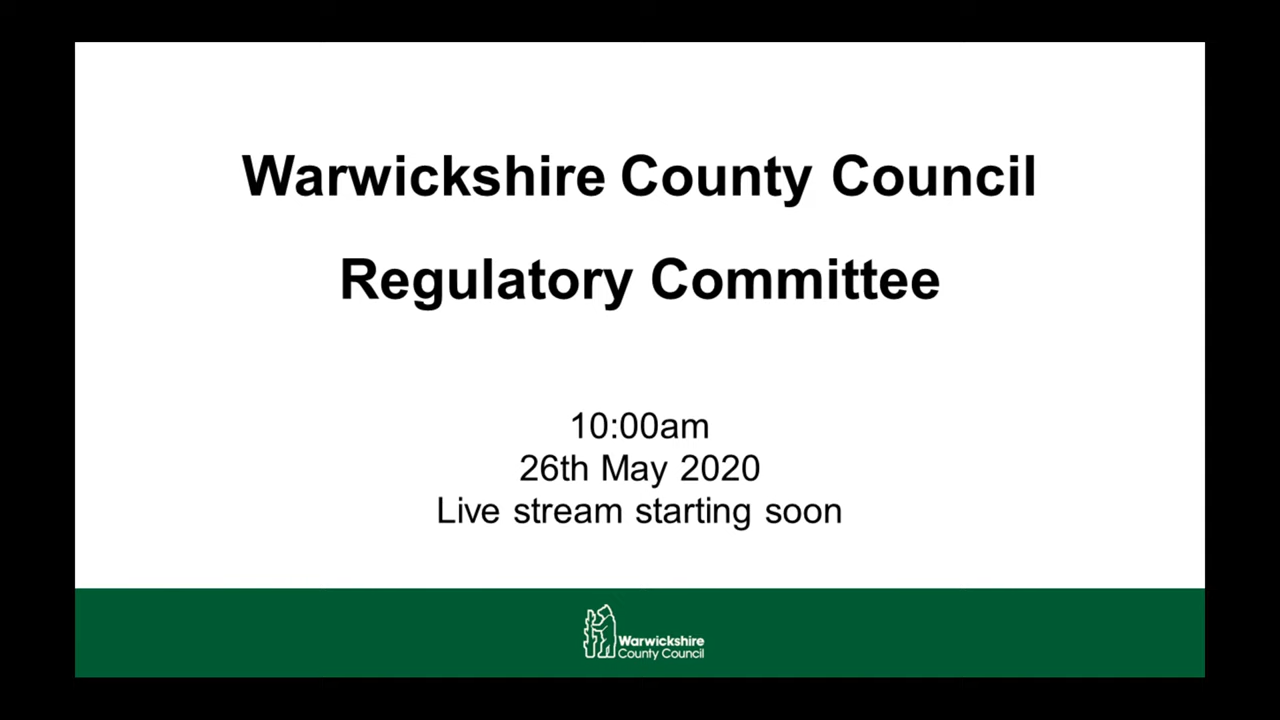 Warwickshire County Council
Regulatory Committee
10:00am
26th May 2020
Live stream starting soon
Warwickshire
County Council